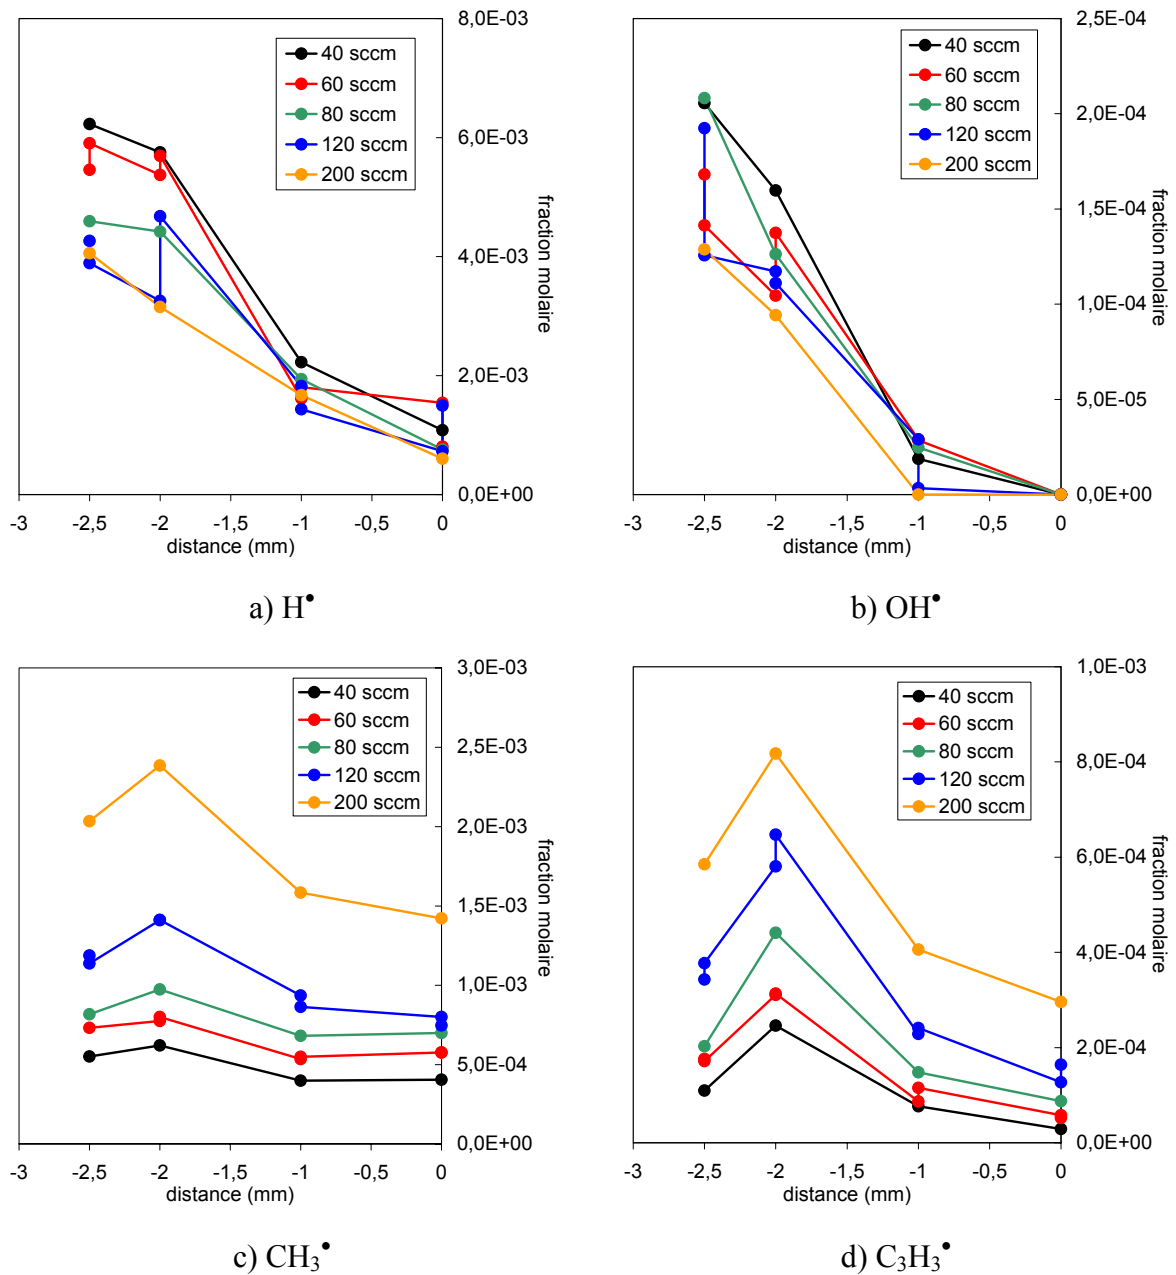 8,0E-03
6,0E-03
4,0E-03
2,0E-03
0,0E+00
fraction molaire
40 sccm
60 sccm
80 sccm
120 sccm
200 sccm
-3 -2,5 -2 -1,5 -1 -0,5 0
distance (mm)
a) H•
2,5E-04
2,0E-04
1,5E-04
1,0E-04
5,0E-05
0,0E+00
fraction molaire
40 sccm
60 sccm
80 sccm
120 sccm
200 sccm
-3 -2,5 -2 -1,5 -1 -0,5 0
distance (mm)
b) OH•
3,0E-03
2,5E-03
2,0E-03
1,5E-03
1,0E-03
5,0E-04
0,0E+00
fraction molaire
40 sccm
60 sccm
80 sccm
120 sccm
200 sccm
-3 -2,5 -2 -1,5 -1 -0,5 0
distance (mm)
c) CH₃•
1,0E-03
8,0E-04
6,0E-04
4,0E-04
2,0E-04
0,0E+00
fraction molaire
40 sccm
60 sccm
80 sccm
120 sccm
200 sccm
-3 -2,5 -2 -1,5 -1 -0,5 0
distance (mm)
d) C₃H₃•